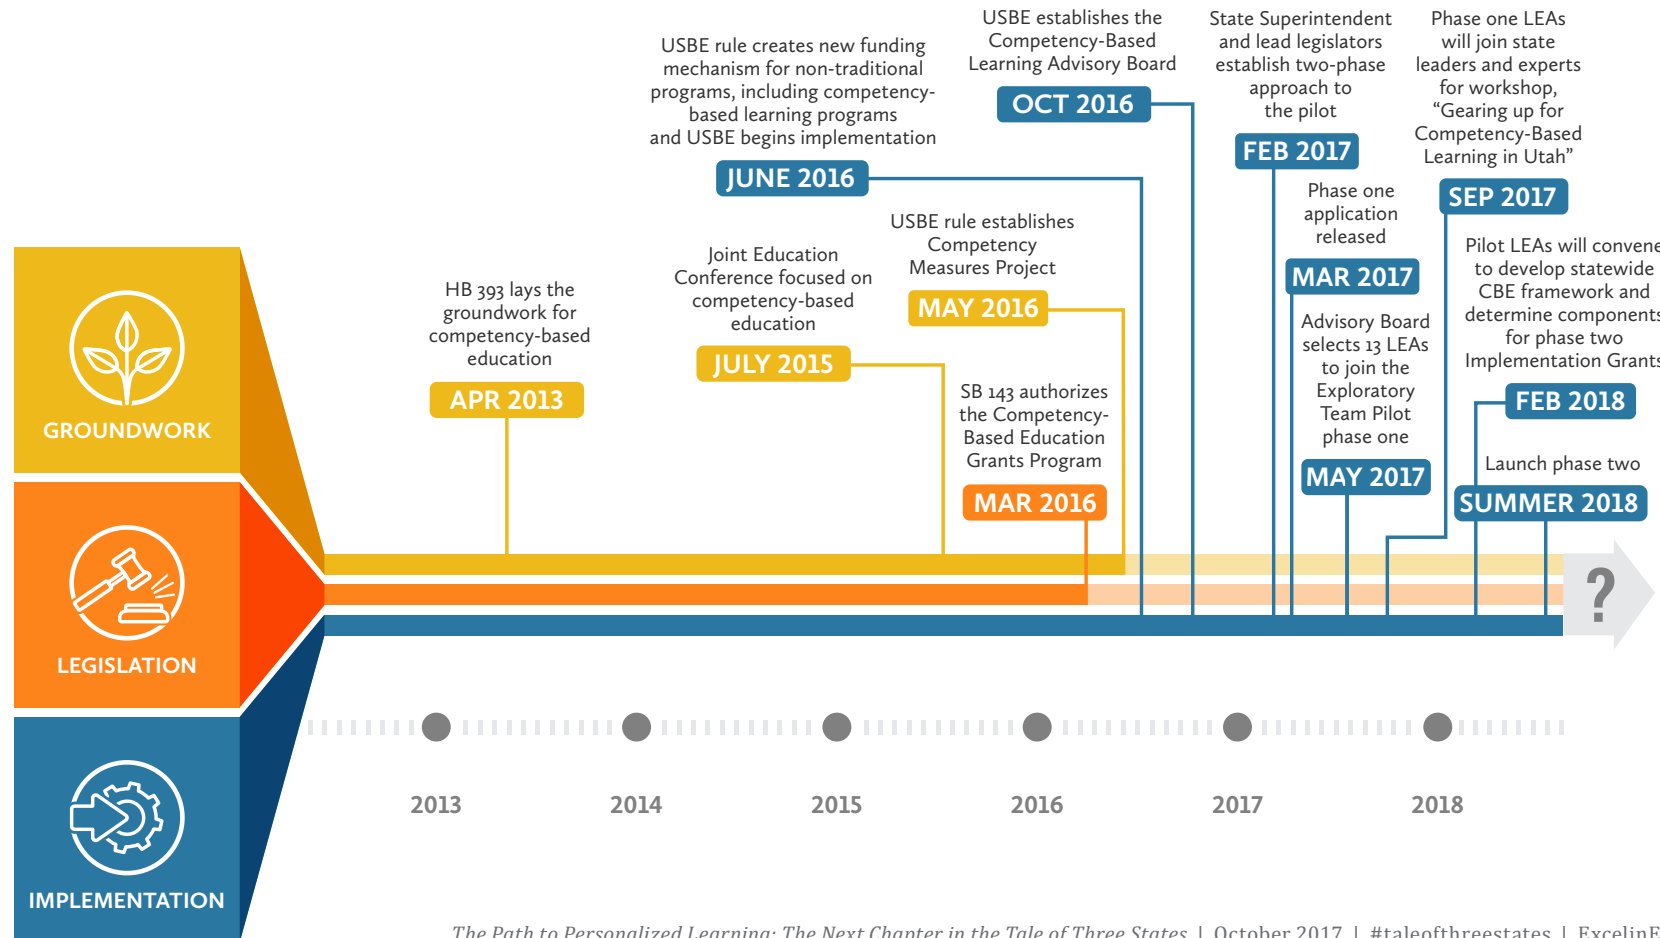 USBE rule creates new funding
mechanism for non-traditional
programs, including competency-
based learning programs
and USBE begins implementation
JUNE 2016
USBE establishes the
Competency-Based
Learning Advisory Board
OCT 2016
State Superintendent
and lead legislators
establish two-phase
approach to
the pilot
FEB 2017
Phase one LEAs
will join state
leaders and experts
for workshop,
“Gearing up for
Competency-Based
Learning in Utah”
SEP 2017
HB 393 lays the
groundwork for
competency-based
education
APR 2013
Joint Education
Conference focused on
competency-based
education
JULY 2015
USBE rule establishes
Competency
Measures Project
MAY 2016
SB 143 authorizes
the Competency-
Based Education
Grants Program
MAR 2016
Phase one
application
released
MAR 2017
Advisory Board
selects 13 LEAs
to join the
Exploratory
Team Pilot
phase one
MAY 2017
Pilot LEAs will convene
to develop statewide
CBE framework and
determine components
for phase two
Implementation Grants
FEB 2018
Launch phase two
SUMMER 2018
GROUNDWORK
LEGISLATION
IMPLEMENTATION
?
2013
2014
2015
2016
2017
2018
The Path to Personalized Learning: The Next Chapter in the Tale of Three States | October 2017 | #taleofthreestates | ExcelinE